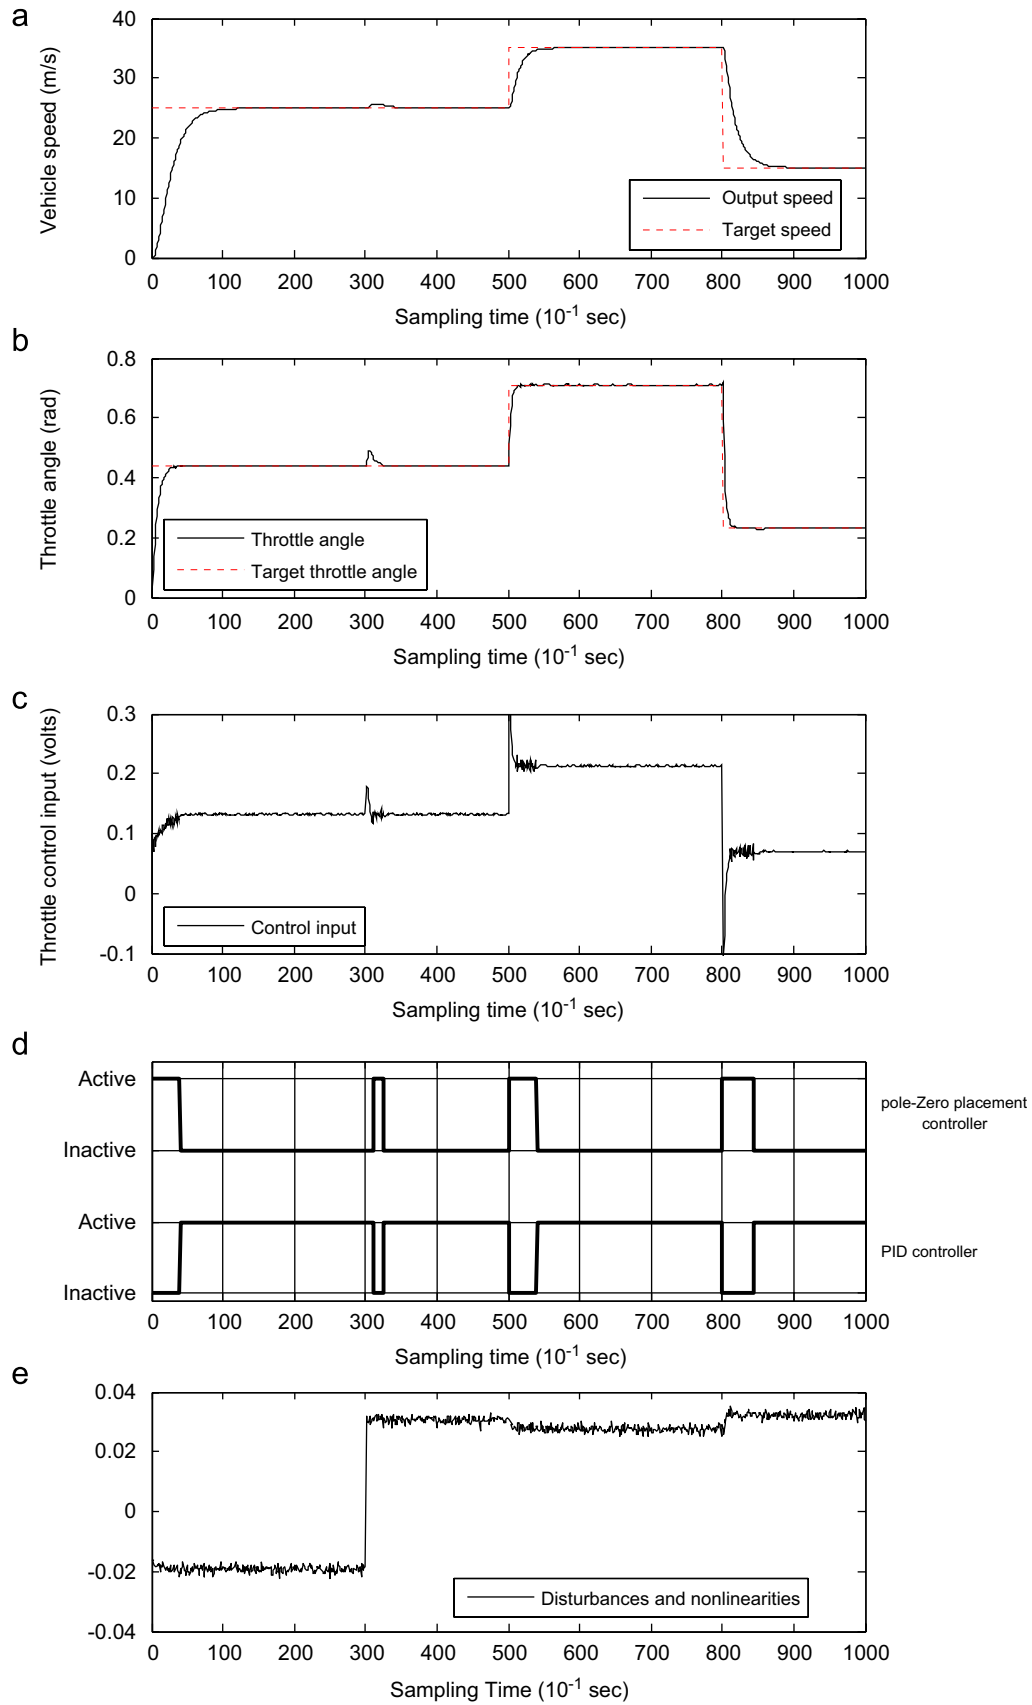 a
Vehicle speed (m/s)
40
30
20
10
0
Output speed
Target speed
0 100 200 300 400 500 600 700 800 900 1000
Sampling time (10-1 sec)
b
Throttle angle (rad)
0.8
0.6
0.4
0.2
0
Throttle angle
Target throttle angle
0 100 200 300 400 500 600 700 800 900 1000
Sampling time (10-1 sec)
c
Throttle control input (volts)
0.3
0.2
0.1
0
-0.1
Control input
0 100 200 300 400 500 600 700 800 900 1000
Sampling time (10-1 sec)
d
Active
Inactive
pole-Zero placement
controller
Active
Inactive
PID controller
0 100 200 300 400 500 600 700 800 900 1000
Sampling time (10-1 sec)
e
0.04
0.02
0
-0.02
-0.04
Disturbances and nonlinearities
0 100 200 300 400 500 600 700 800 900 1000
Sampling Time (10-1 sec)